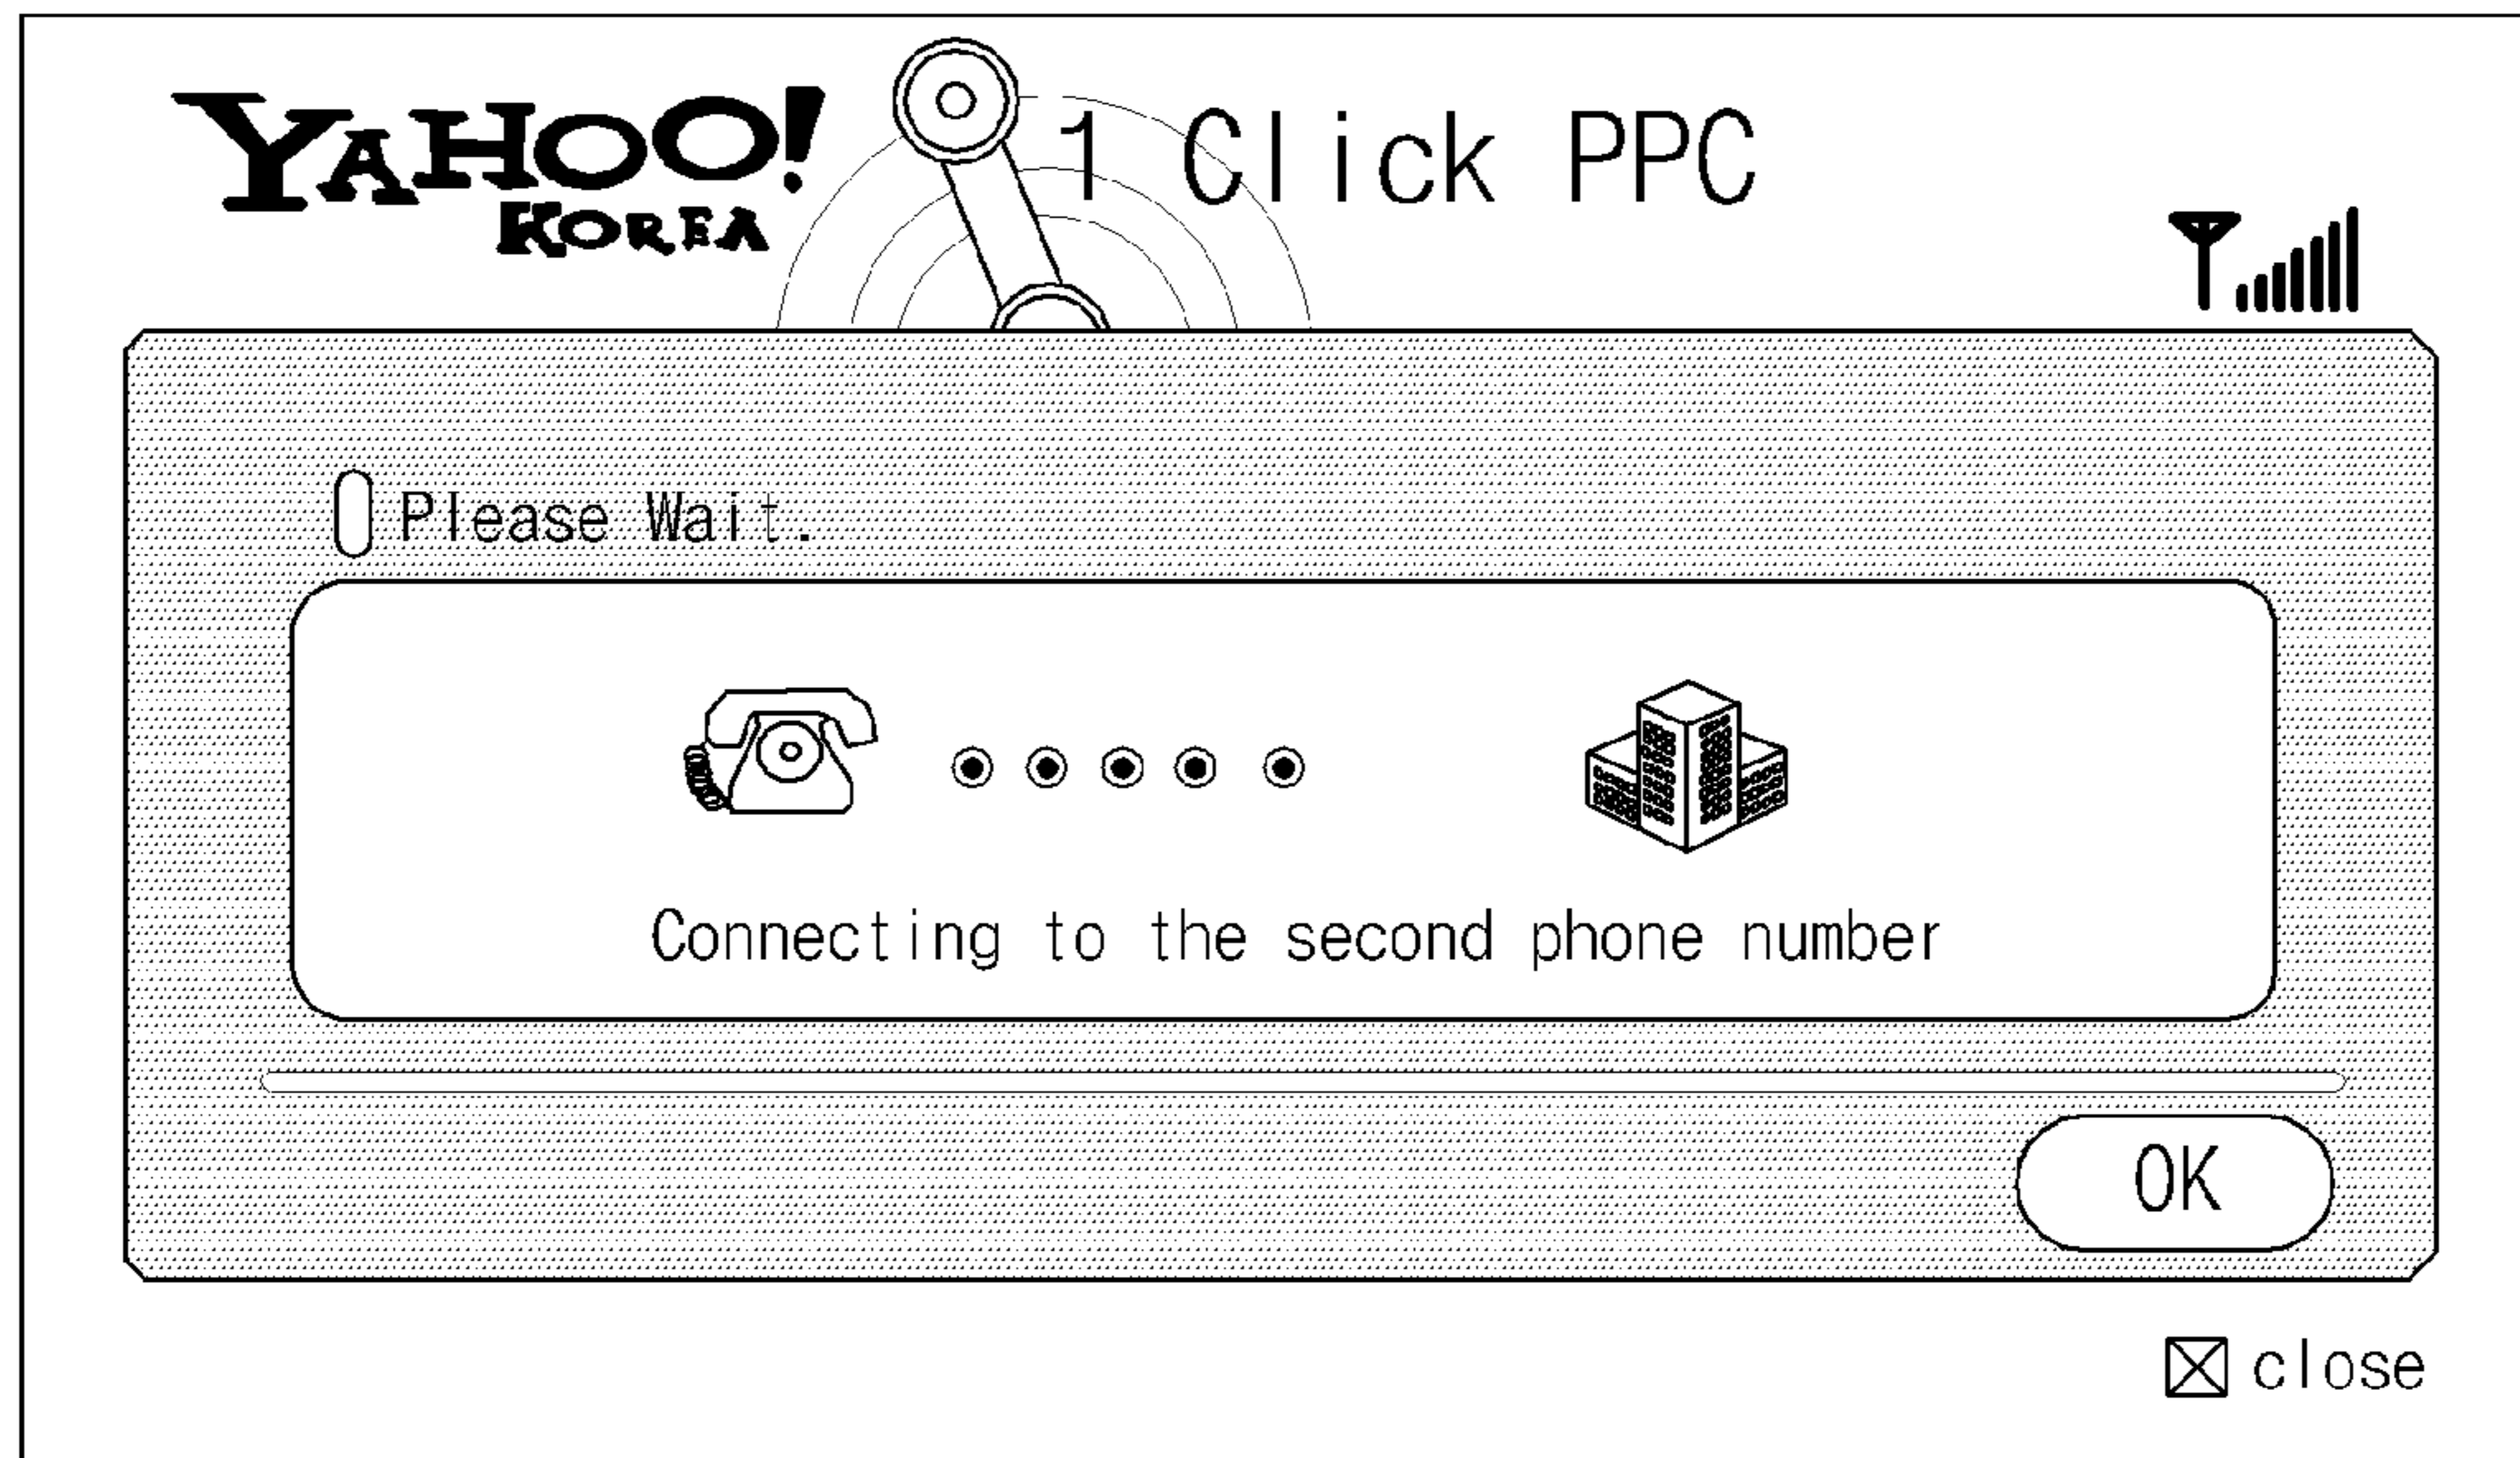 YAHOO!
KOREA
1 Click PPC
Please Wait.
Connecting to the second phone number
OK
close